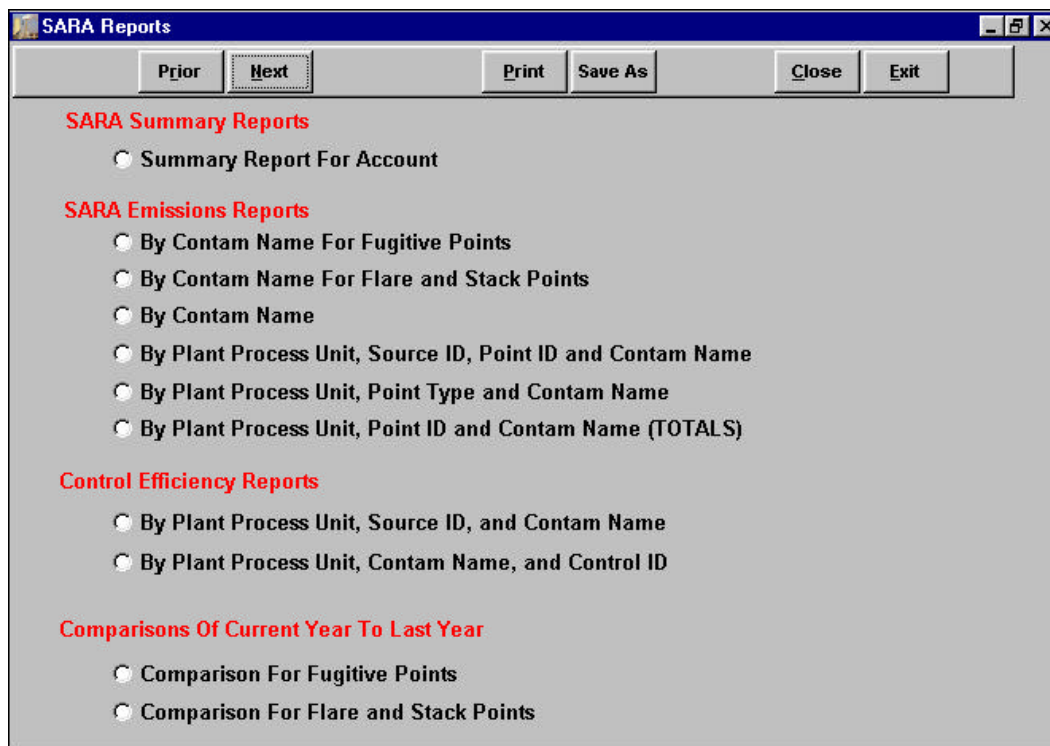 SARA Reports
Prior Next Print Save As Close Exit
SARA Summary Reports
Summary Report For Account
SARA Emissions Reports
By Contam Name For Fugitive Points
By Contam Name For Flare and Stack Points
By Contam Name
By Plant Process Unit, Source ID, Point ID and Contam Name
By Plant Process Unit, Point Type and Contam Name
By Plant Process Unit, Point ID and Contam Name (TOTALS)
Control Efficiency Reports
By Plant Process Unit, Source ID, and Contam Name
By Plant Process Unit, Contam Name, and Control ID
Comparisons Of Current Year To Last Year
Comparison For Fugitive Points
Comparison For Flare and Stack Points